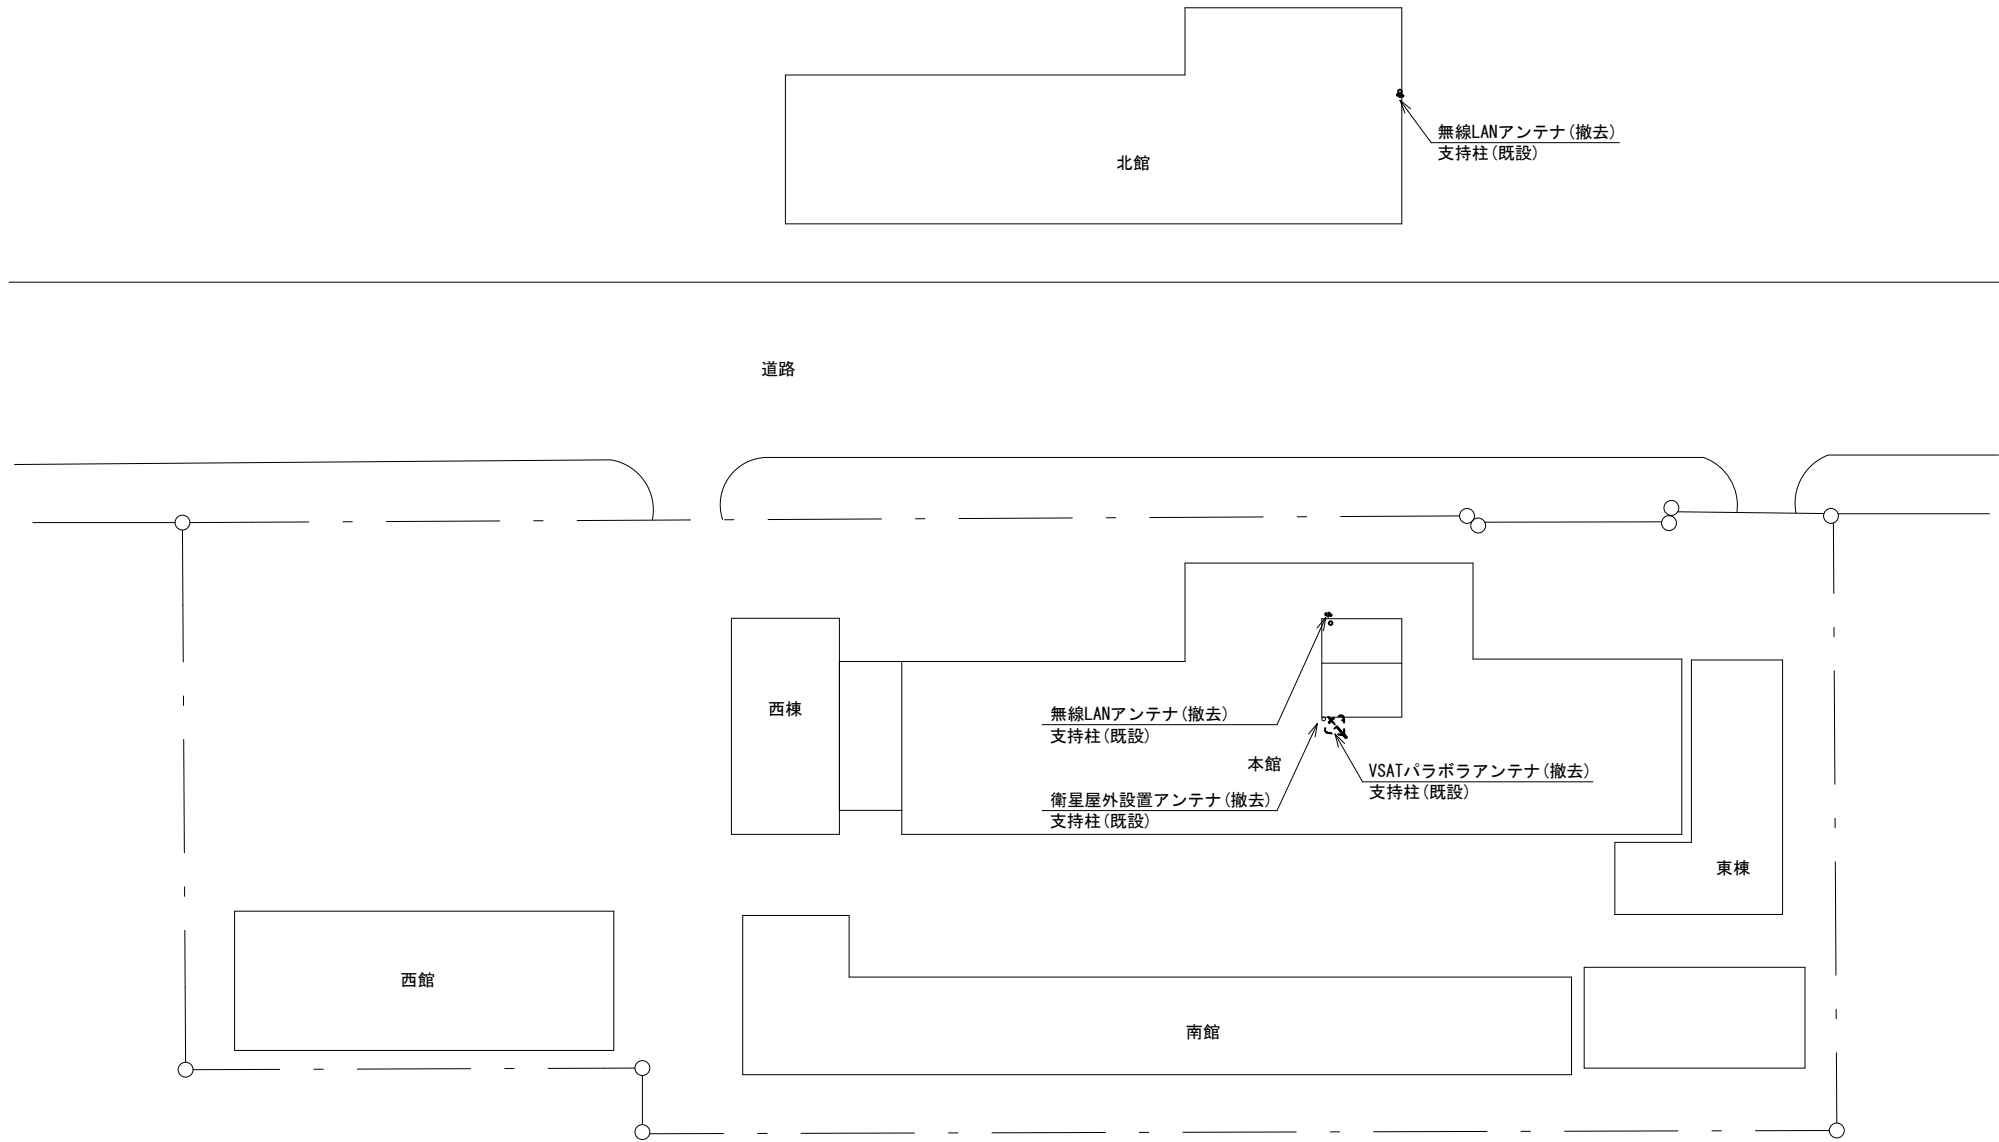 無線LANアンテナ(撤去)
支持柱(既設)
北館
道路
西棟
無線LANアンテナ(撤去)
支持柱(既設)
本館
VSATパラボラアンテナ(撤去)
支持柱(既設)
衛星屋外設置アンテナ(撤去)
支持柱(既設)
東棟
西館
南館